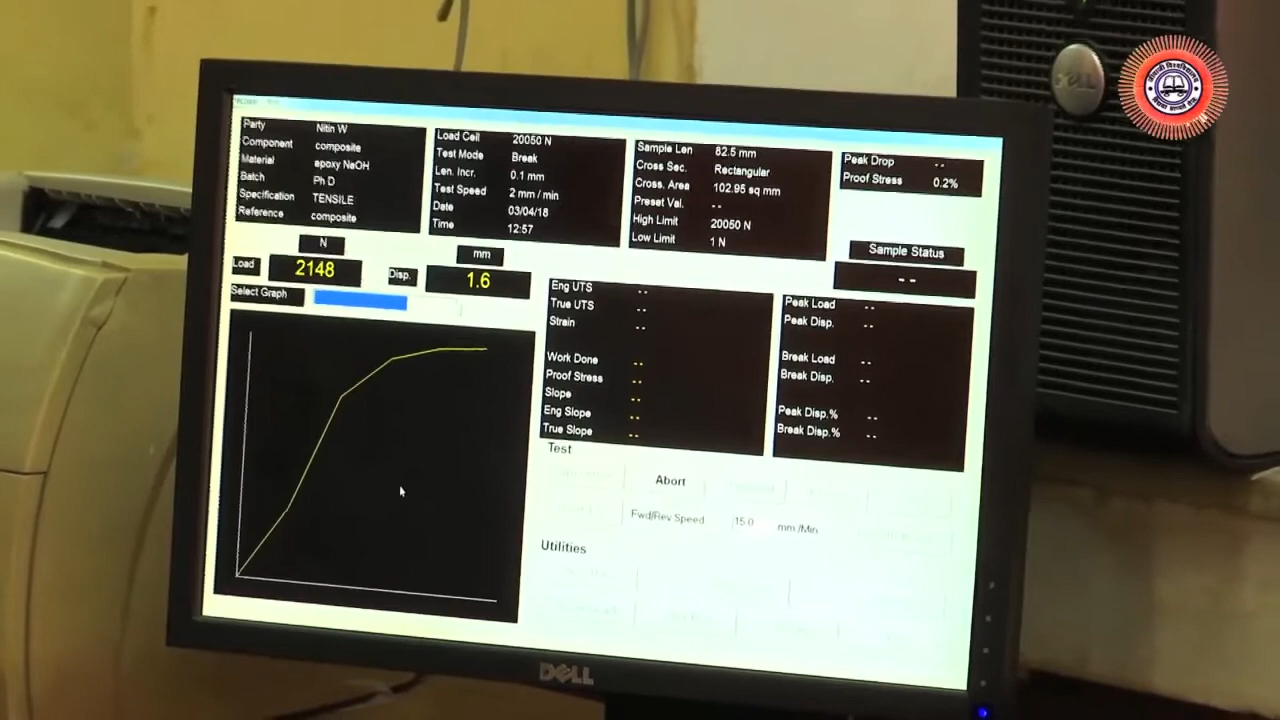 Party Nitin W
Component composite
Material epoxy NaOH
Batch Ph D
Specification TENSILE
Reference composite
Load Cell 20050 N
Test Mode Break
Len. Incr. 0.1 mm
Test Speed 2 mm / min
Date 03/04/18
Time 12:57
Sample Len 82.5 mm
Cross Sec. Rectangular
Cross. Area 102.95 sq mm
Preset Val. - -
High Limit 20050 N
Low Limit 1 N
Peak Drop - -
Proof Stress 0.2%
Sample Status
- -
N
Load 2148
mm
Disp. 1.6
Select Graph
Eng UTS - -
True UTS - -
Strain - -
Work Done - -
Proof Stress - -
Slope - -
Eng Slope - -
True Slope - -
Peak Load - -
Peak Disp. - -
Break Load - -
Break Disp. - -
Peak Disp.% - -
Break Disp.% - -
Test
Abort
Fwd/Rev Speed 15.0 mm /Min
Utilities
DELL
DELL